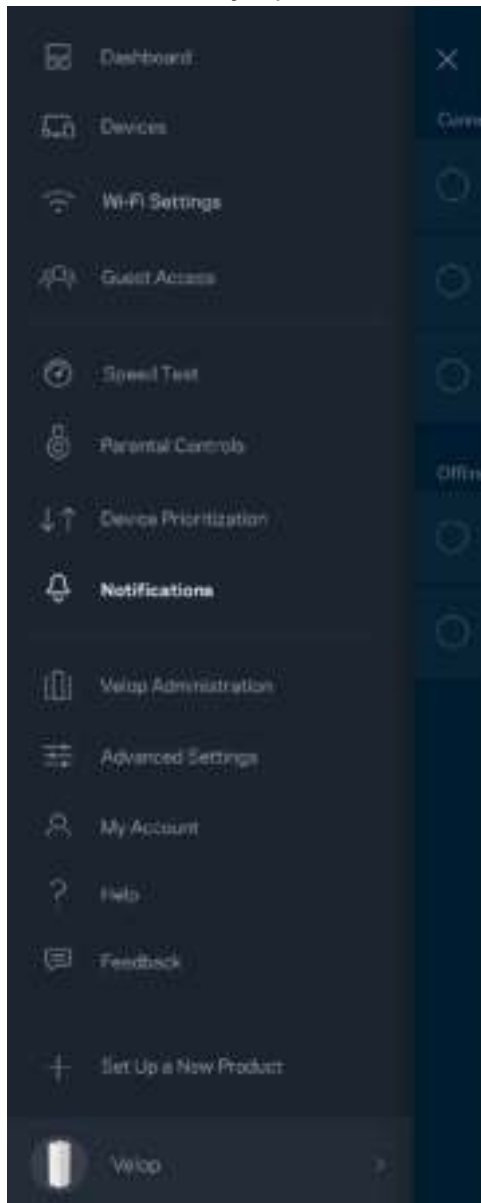 Dashboard
Devices
Wi-Fi Settings
Guest Access
Speed Test
Parental Controls
Device Prioritization
Notifications
Velop Administration
Advanced Settings
My Account
Help
Feedback
Set Up a New Product
Velop